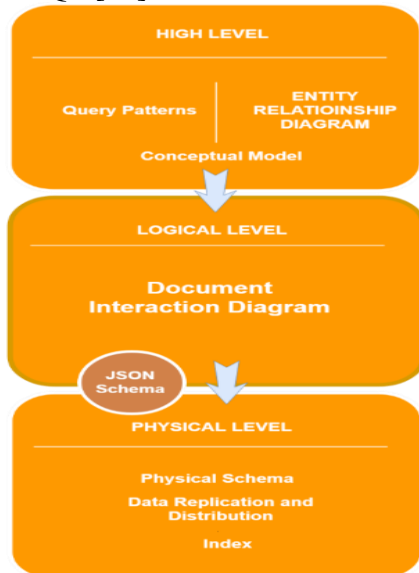 HIGH LEVEL
Query Patterns
ENTITY
RELATIOINSHIP
DIAGRAM
Conceptual Model
LOGICAL LEVEL
Document
Interaction Diagram
JSON
Schema
PHYSICAL LEVEL
Physical Schema
Data Replication and
Distribution
Index